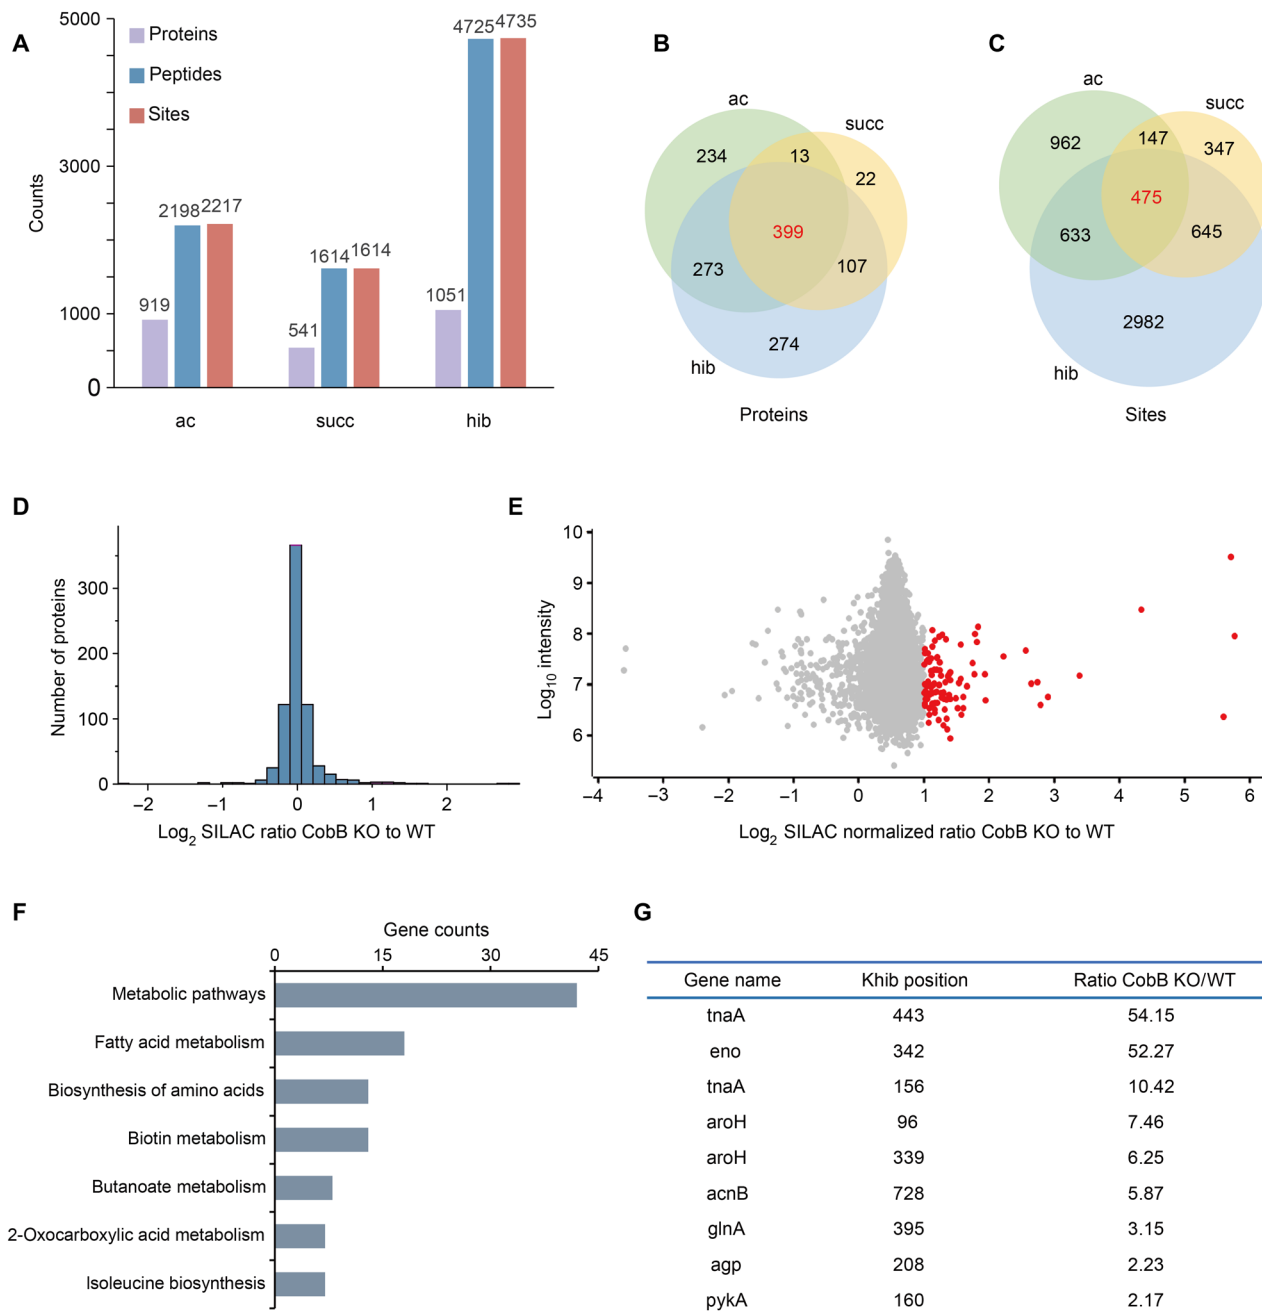 A
5000
3000
1000
0
Counts
Proteins
Peptides
Sites
919
2198
2217
541
1614
1614
1051
4725
4735
ac
succ
hib
B
ac
succ
234
13
22
399
273
107
274
hib
Proteins
C
ac
succ
962
147
347
475
633
645
2982
hib
Sites
D
Number of proteins
300
200
100
0
−2
−1
0
1
2
Log2 SILAC ratio CobB KO to WT
E
Log10 intensity
10
9
8
7
6
−4
−3
−2
−1
0
1
2
3
4
5
6
Log2 SILAC normalized ratio CobB KO to WT
F
Gene counts
0 15 30 45
Metabolic pathways
Fatty acid metabolism
Biosynthesis of amino acids
Biotin metabolism
Butanoate metabolism
2-Oxocarboxylic acid metabolism
Isoleucine biosynthesis
G
Gene name Khib position Ratio CobB KO/WT
tnaA 443 54.15
eno 342 52.27
tnaA 156 10.42
aroH 96 7.46
aroH 339 6.25
acnB 728 5.87
glnA 395 3.15
agp 208 2.23
pykA 160 2.17